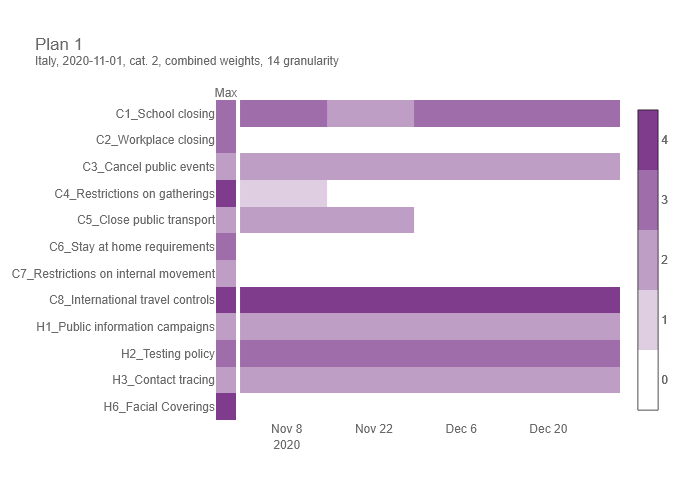 Plan 1
Italy, 2020-11-01, cat. 2, combined weights, 14 granularity
Max
C1_School closing
C2_Workplace closing
C3_Cancel public events
C4_Restrictions on gatherings
C5_Close public transport
C6_Stay at home requirements
C7_Restrictions on internal movement
C8_International travel controls
H1_Public information campaigns
H2_Testing policy
H3_Contact tracing
H6_Facial Coverings
Nov 8 Nov 22 Dec 6 Dec 20
2020
4
3
2
1
0